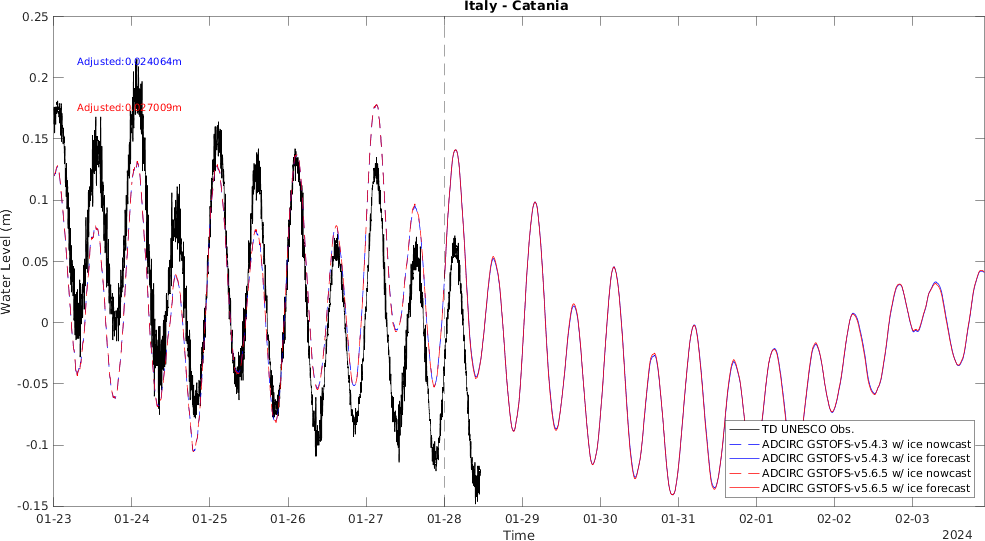 Italy - Catania
0.25
0.2
0.15
0.1
0.05
0
-0.05
-0.1
-0.15
Water Level (m)
Adjusted:0.024064m
Adjusted:0.027009m
TD UNESCO Obs.
ADCIRC GSTOFS-v5.4.3 w/ ice nowcast
ADCIRC GSTOFS-v5.4.3 w/ ice forecast
ADCIRC GSTOFS-v5.6.5 w/ ice nowcast
ADCIRC GSTOFS-v5.6.5 w/ ice forecast
01-23 01-24 01-25 01-26 01-27 01-28 01-29 01-30 01-31 02-01 02-02 02-03
Time
2024